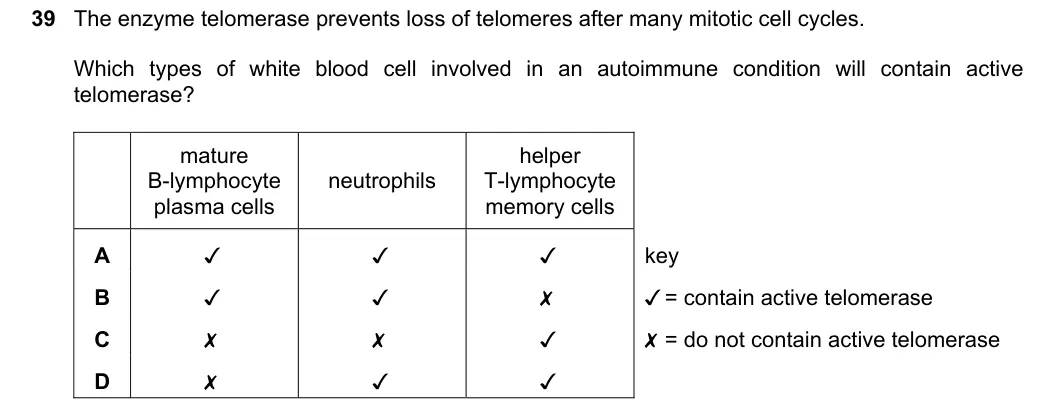 39 The enzyme telomerase prevents loss of telomeres after many mitotic cell cycles.
Which types of white blood cell involved in an autoimmune condition will contain active
telomerase?
mature
B-lymphocyte
plasma cells
neutrophils
helper
T-lymphocyte
memory cells
A ✓ ✓ ✓
B ✓ ✓ ✗
C ✗ ✗ ✓
D ✗ ✓ ✓
key
✓ = contain active telomerase
✗ = do not contain active telomerase